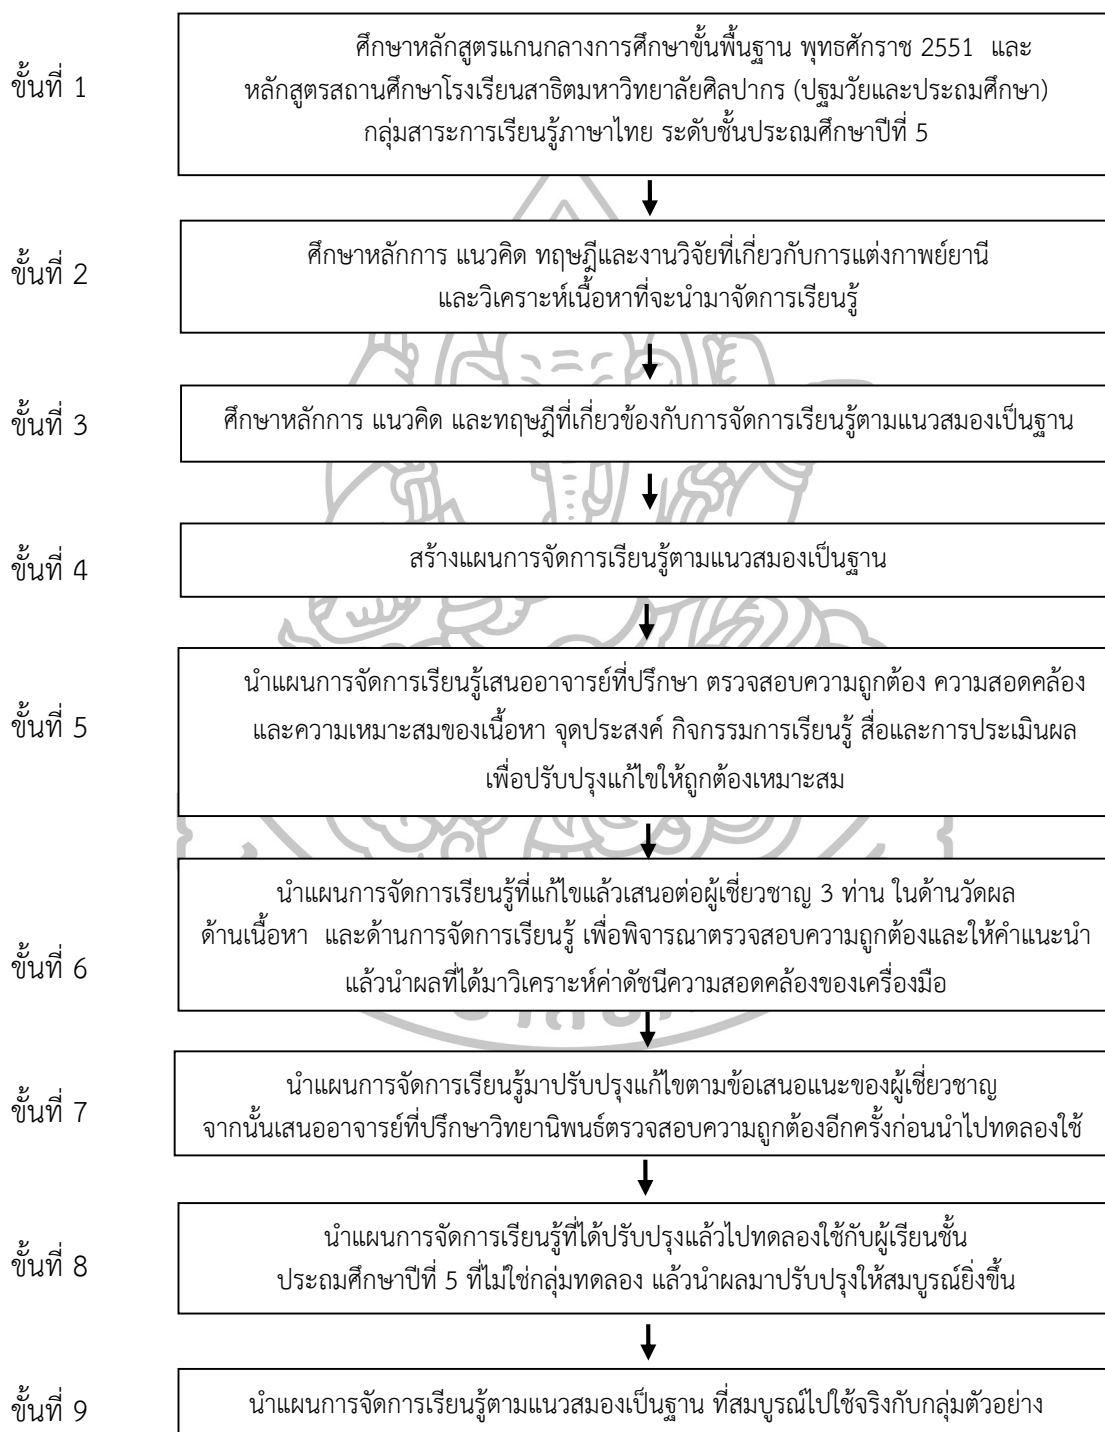 ขั้นที่ 1
ศึกษาหลักสูตรแกนกลางการศึกษาขั้นพื้นฐาน พุทธศักราช 2551 และ
หลักสูตรสถานศึกษาโรงเรียนสาธิตมหาวิทยาลัยศิลปากร (ปฐมวัยและประถมศึกษา)
กลุ่มสาระการเรียนรู้ภาษาไทย ระดับชั้นประถมศึกษาปีที่ 5
ขั้นที่ 2
ศึกษาหลักการ แนวคิด ทฤษฎีและงานวิจัยที่เกี่ยวกับการแต่งกาพย์ยานี
และวิเคราะห์เนื้อหาที่จะนำมาจัดการเรียนรู้
ขั้นที่ 3
ศึกษาหลักการ แนวคิด และทฤษฎีที่เกี่ยวข้องกับการจัดการเรียนรู้ตามแนวสมองเป็นฐาน
ขั้นที่ 4
สร้างแผนการจัดการเรียนรู้ตามแนวสมองเป็นฐาน
ขั้นที่ 5
นำแผนการจัดการเรียนรู้เสนออาจารย์ที่ปรึกษา ตรวจสอบความถูกต้อง ความสอดคล้อง
และความเหมาะสมของเนื้อหา จุดประสงค์ กิจกรรมการเรียนรู้ สื่อและการประเมินผล
เพื่อปรับปรุงแก้ไขให้ถูกต้องเหมาะสม
ขั้นที่ 6
นำแผนการจัดการเรียนรู้ที่แก้ไขแล้วเสนอต่อผู้เชี่ยวชาญ 3 ท่าน ในด้านวัดผล
ด้านเนื้อหา และด้านการจัดการเรียนรู้ เพื่อพิจารณาตรวจสอบความถูกต้องและให้คำแนะนำ
แล้วนำผลที่ได้มาวิเคราะห์ค่าดัชนีความสอดคล้องของเครื่องมือ
ขั้นที่ 7
นำแผนการจัดการเรียนรู้มาปรับปรุงแก้ไขตามข้อเสนอแนะของผู้เชี่ยวชาญ
จากนั้นเสนออาจารย์ที่ปรึกษาวิทยานิพนธ์ตรวจสอบความถูกต้องอีกครั้งก่อนนำไปทดลองใช้
ขั้นที่ 8
นำแผนการจัดการเรียนรู้ที่ได้ปรับปรุงแล้วไปทดลองใช้กับผู้เรียนชั้น
ประถมศึกษาปีที่ 5 ที่ไม่ใช่กลุ่มทดลอง แล้วนำผลมาปรับปรุงให้สมบูรณ์ยิ่งขึ้น
ขั้นที่ 9
นำแผนการจัดการเรียนรู้ตามแนวสมองเป็นฐาน ที่สมบูรณ์ไปใช้จริงกับกลุ่มตัวอย่าง